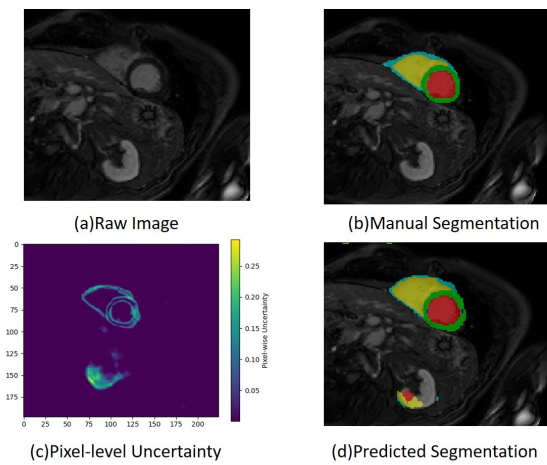 (a)Raw Image
(b)Manual Segmentation
0
25
50
75
100
125
150
175
0 25 50 75 100 125 150 175 200
0.25
0.20
0.15
0.10
0.05
Pixel-wise Uncertainty
(c)Pixel-level Uncertainty
(d)Predicted Segmentation